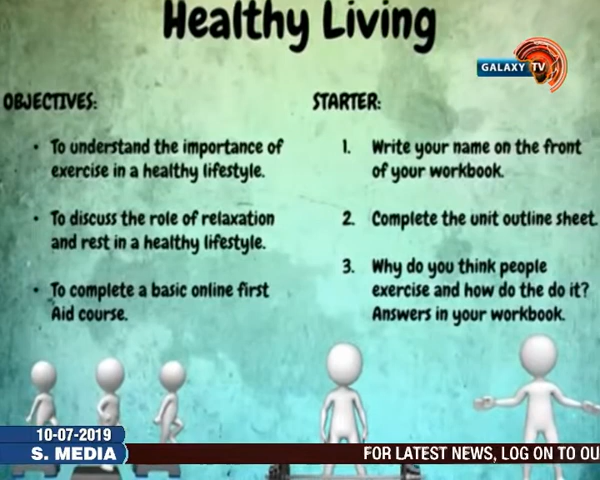 Healthy Living
GALAXY TV
OBJECTIVES:
• To understand the importance of
exercise in a healthy lifestyle.
• To discuss the role of relaxation
and rest in a healthy lifestyle.
• To complete a basic online first
Aid course.
STARTER:
1. Write your name on the front
of your workbook.
2. Complete the unit outline sheet.
3. Why do you think people
exercise and how do the do it?
Answers in your workbook.
10-07-2019
S. MEDIA
FOR LATEST NEWS, LOG ON TO OU